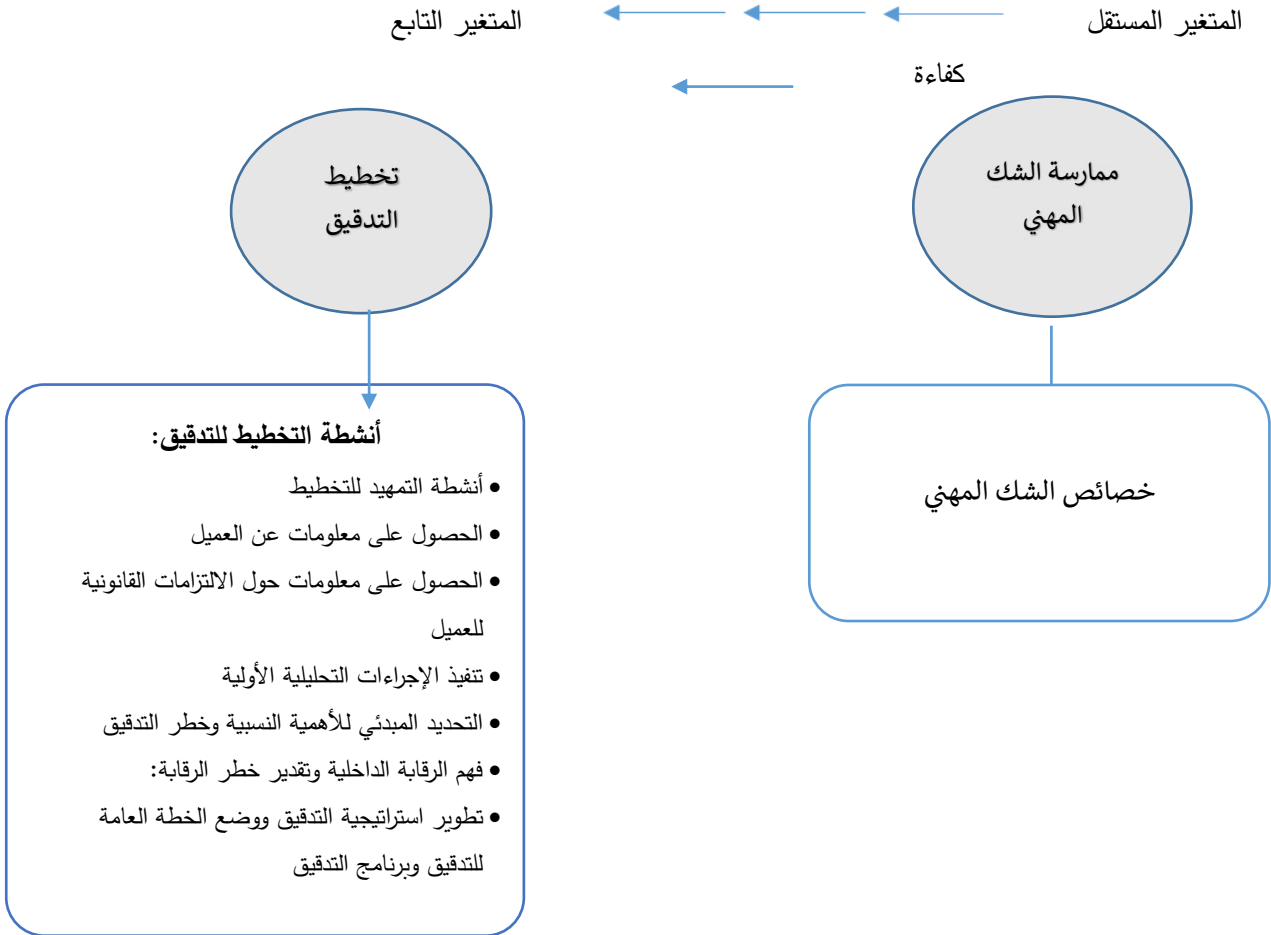 المتغير المستقل
المتغير التابع
كفاءة
ممارسة الشك
المهني
تخطيط
التدقيق
خصائص الشك المهني
أنشطة التخطيط للتدقيق:
• أنشطة التمهيد للتخطيط
• الحصول على معلومات عن العميل
• الحصول على معلومات حول الالتزامات القانونية
للعميل
• تنفيذ الإجراءات التحليلية الأولية
• التحديد المبدئي للأهمية النسبية وخطر التدقيق
• فهم الرقابة الداخلية وتقدير خطر الرقابة:
• تطوير استراتيجية التدقيق ووضع الخطة العامة
للتدقيق وبرنامج التدقيق